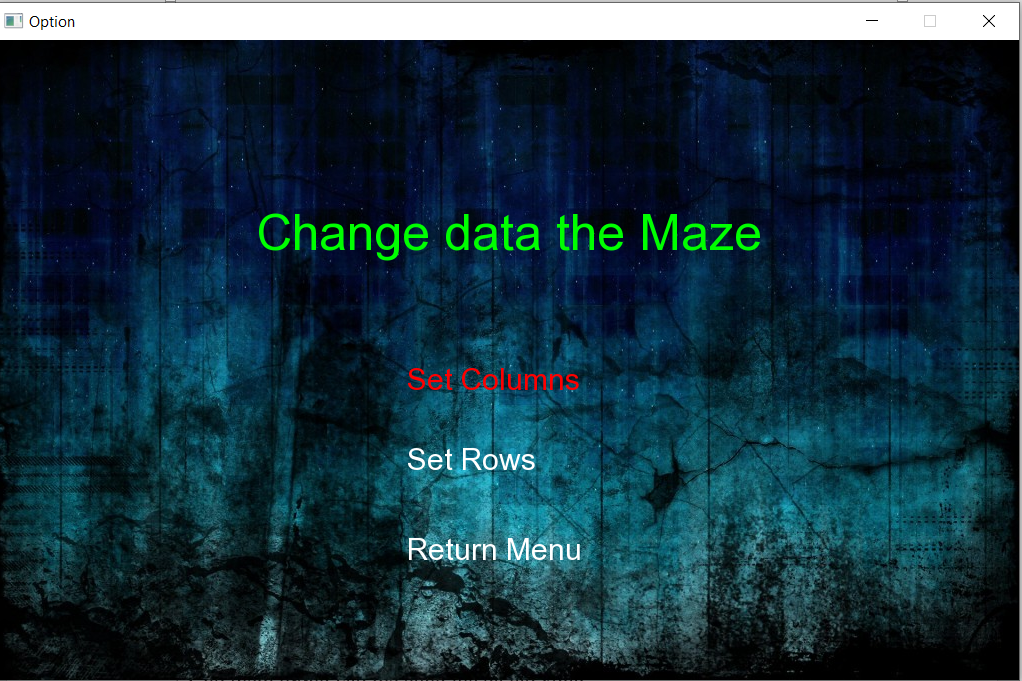 Option
Change data the Maze
Set Columns
Set Rows
Return Menu